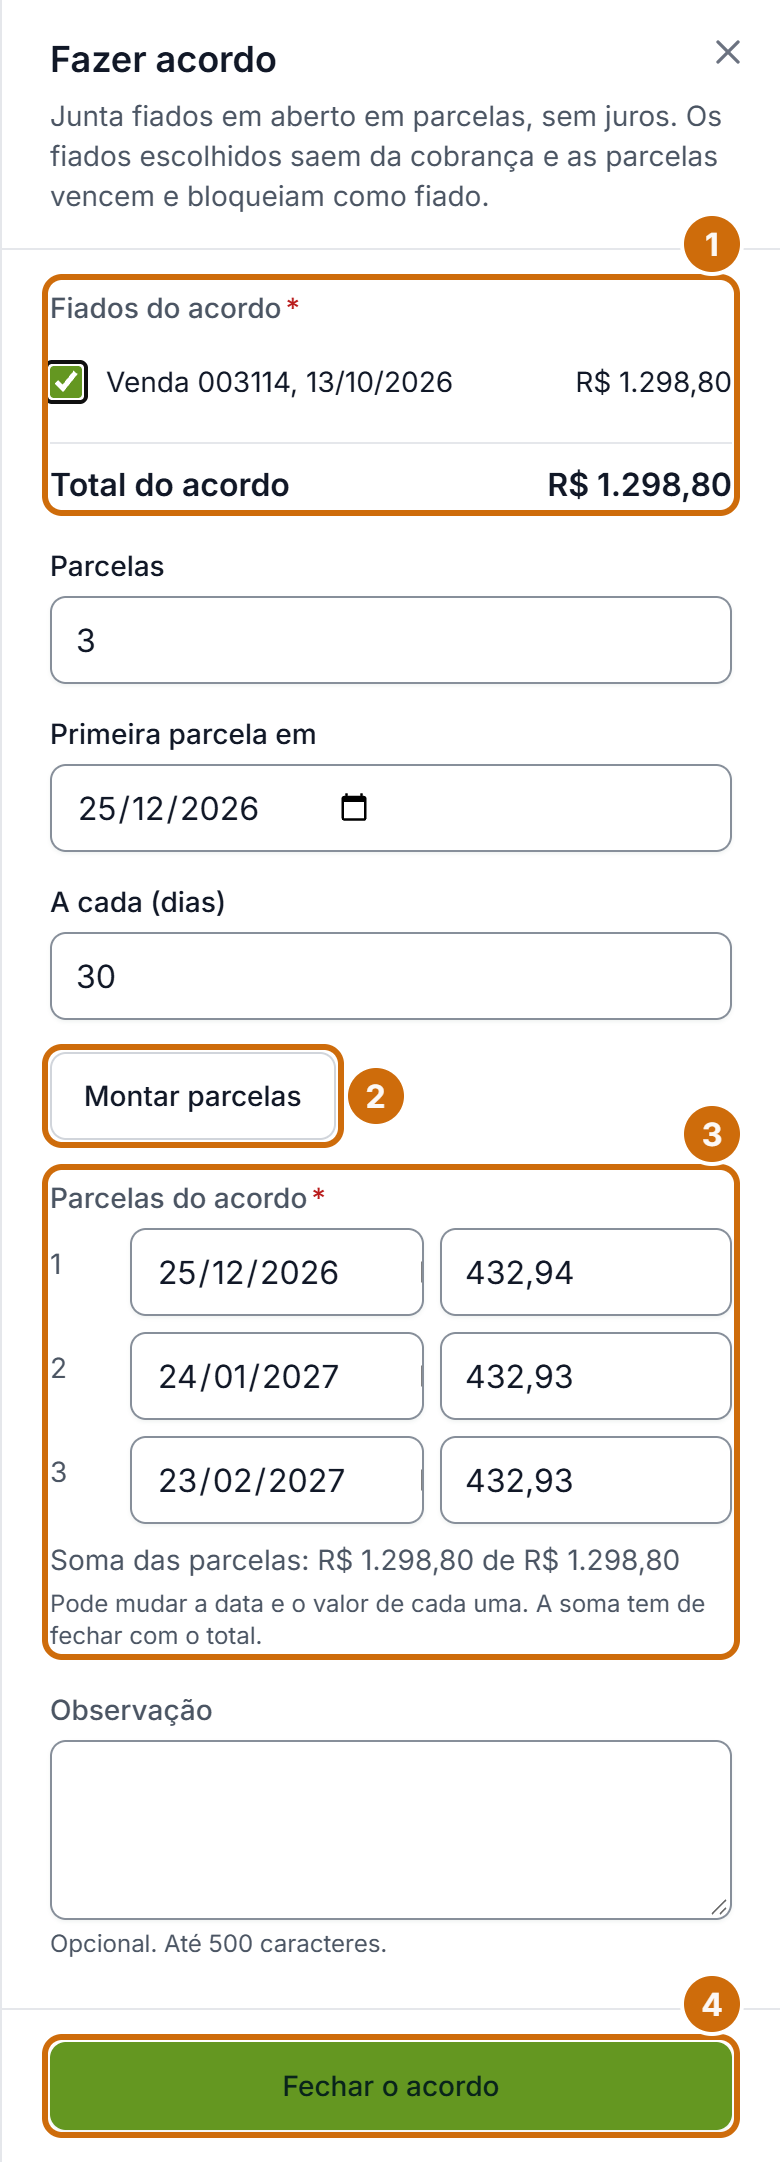 Fazer acordo
Junta fiados em aberto em parcelas, sem juros. Os
fiados escolhidos saem da cobrança e as parcelas
vencem e bloqueiam como fiado.
1
Fiados do acordo *
Venda 003114, 13/10/2026 R$ 1.298,80
Total do acordo R$ 1.298,80
Parcelas
3
Primeira parcela em
25/12/2026
A cada (dias)
30
Montar parcelas 2
3
Parcelas do acordo *
1 25/12/2026 432,94
2 24/01/2027 432,93
3 23/02/2027 432,93
Soma das parcelas: R$ 1.298,80 de R$ 1.298,80
Pode mudar a data e o valor de cada uma. A soma tem de
fechar com o total.
Observação
Opcional. Até 500 caracteres.
4
Fechar o acordo